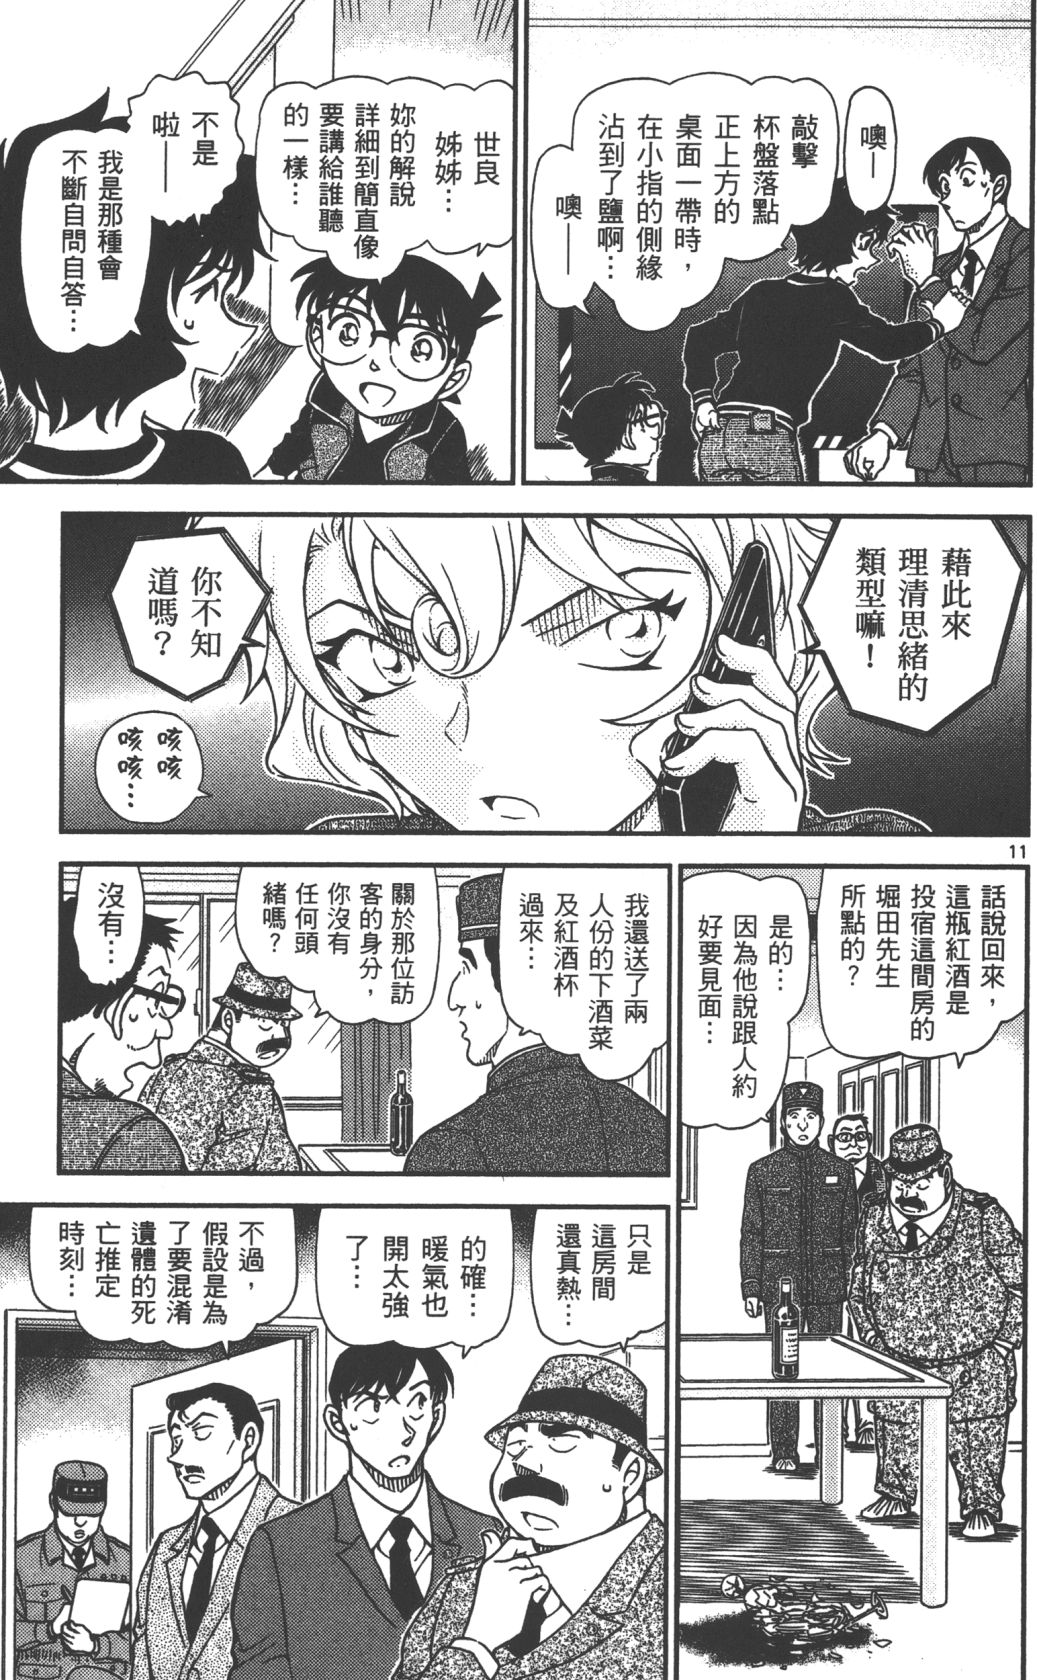 噢—
敲擊
杯盤落點
正上方的
桌面一帶時，
在小指的側緣
沾到了鹽啊…
噢——
世良
姊姊…
妳的解說
詳細到簡直像
要講給誰聽
的一樣…
不是
啦——
我是那種會
不斷自問自答…
藉此來
理清思緒的
類型嘛！
你不知
道嗎？
咳咳
咳咳…
11
話說回來，
這瓶紅酒是
投宿這間房的
堀田先生
所點的？
是的…
因為他說跟人約
好要見面…
我還送了兩
人份的下酒菜
及紅酒杯
過來…
關於那位訪
客的身分，
你沒有
任何頭
緒嗎？
沒有…
只是
這房間
還真熱…
的確…
暖氣也
開太強
了…
不過，
假設是為
了要混淆
遺體的死
亡推定
時刻…